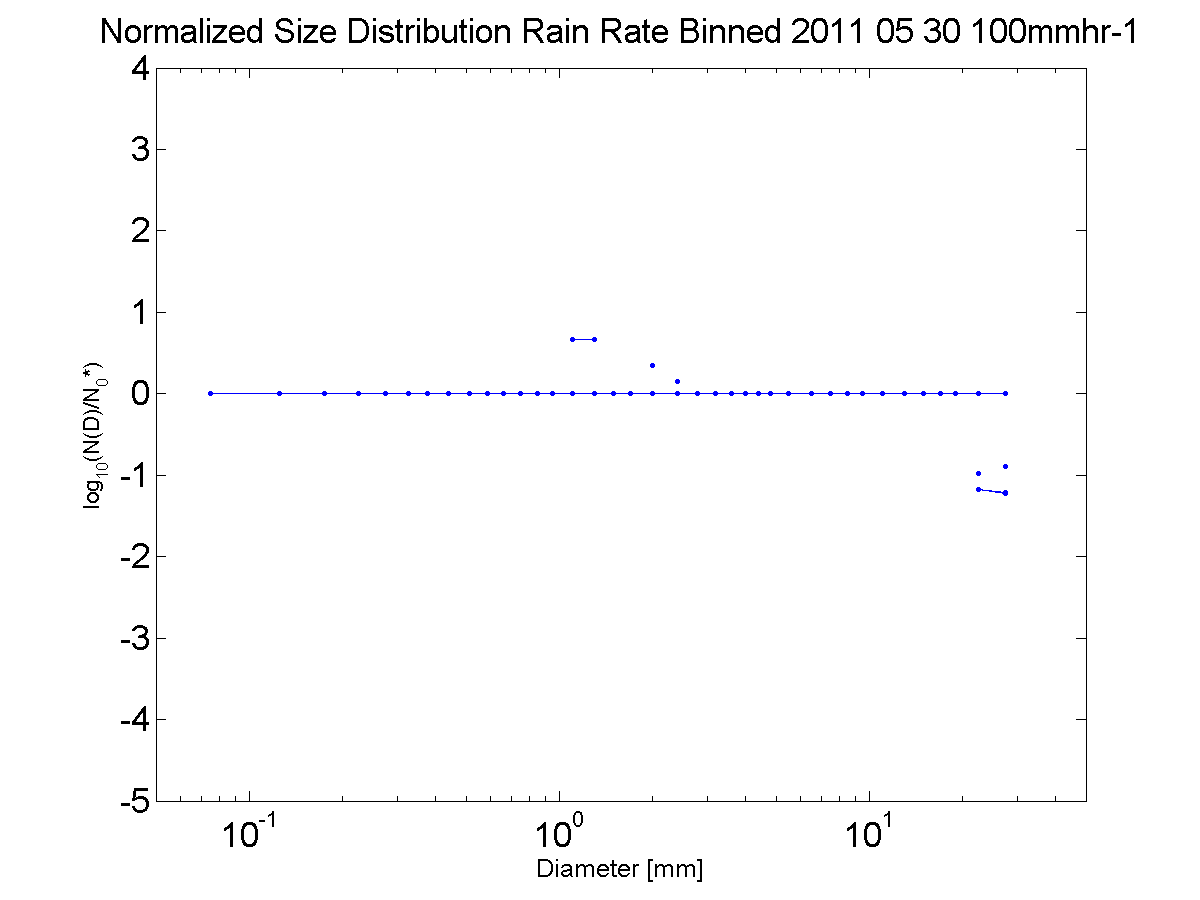 Normalized Size Distribution Rain Rate Binned 2011 05 30 100mmhr-1
4
3
2
1
0
-1
-2
-3
-4
-5
log₁₀(N(D)/N₀*)
10⁻¹ 10⁰ 10¹
Diameter [mm]